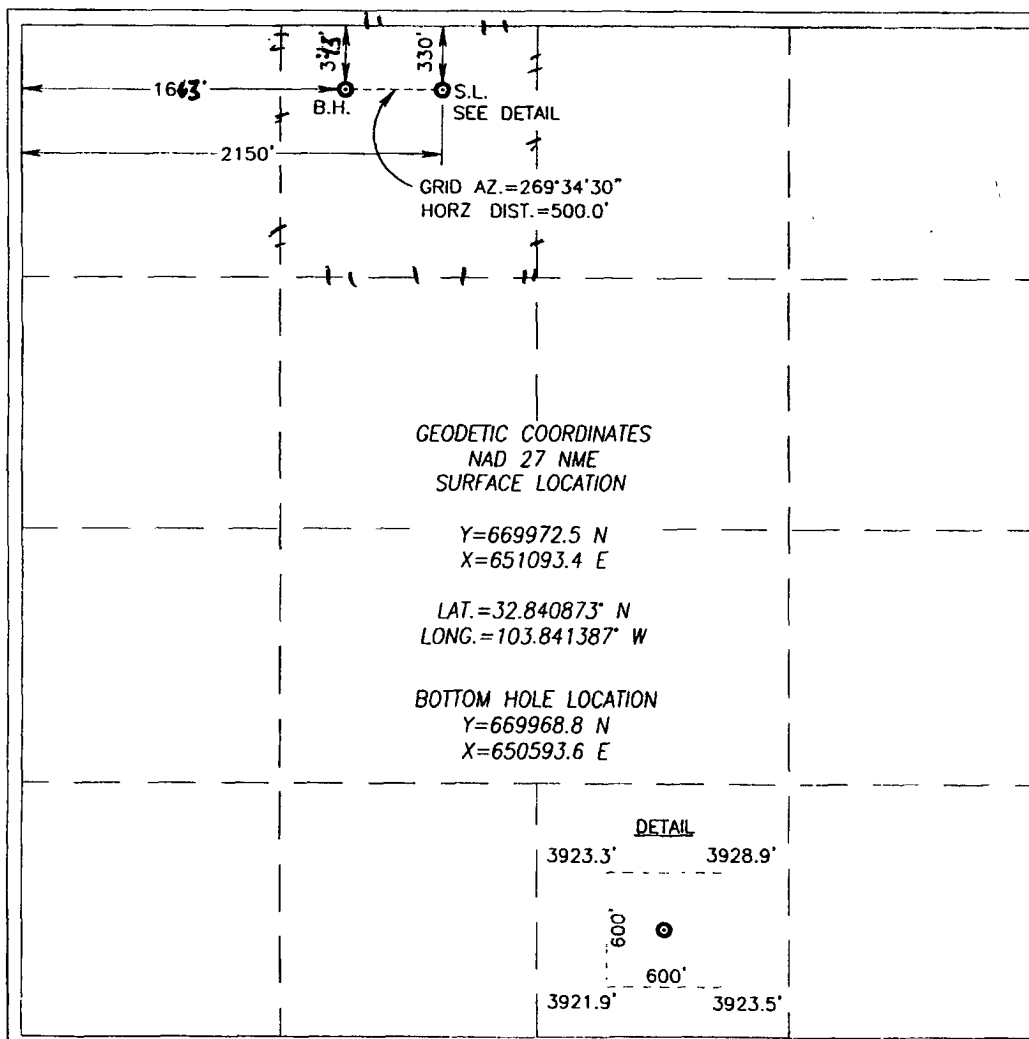 330'
1663'
B.H.
S.L.
SEE DETAIL
2150'
GRID AZ.=269°34'30"
HORZ DIST.=500.0'
GEODETIC COORDINATES
NAD 27 NME
SURFACE LOCATION
Y=669972.5 N
X=651093.4 E
LAT.=32.840873° N
LONG.=103.841387° W
BOTTOM HOLE LOCATION
Y=669968.8 N
X=650593.6 E
DETAIL
3923.3' 3928.9'
600'
600'
3921.9' 3923.5'